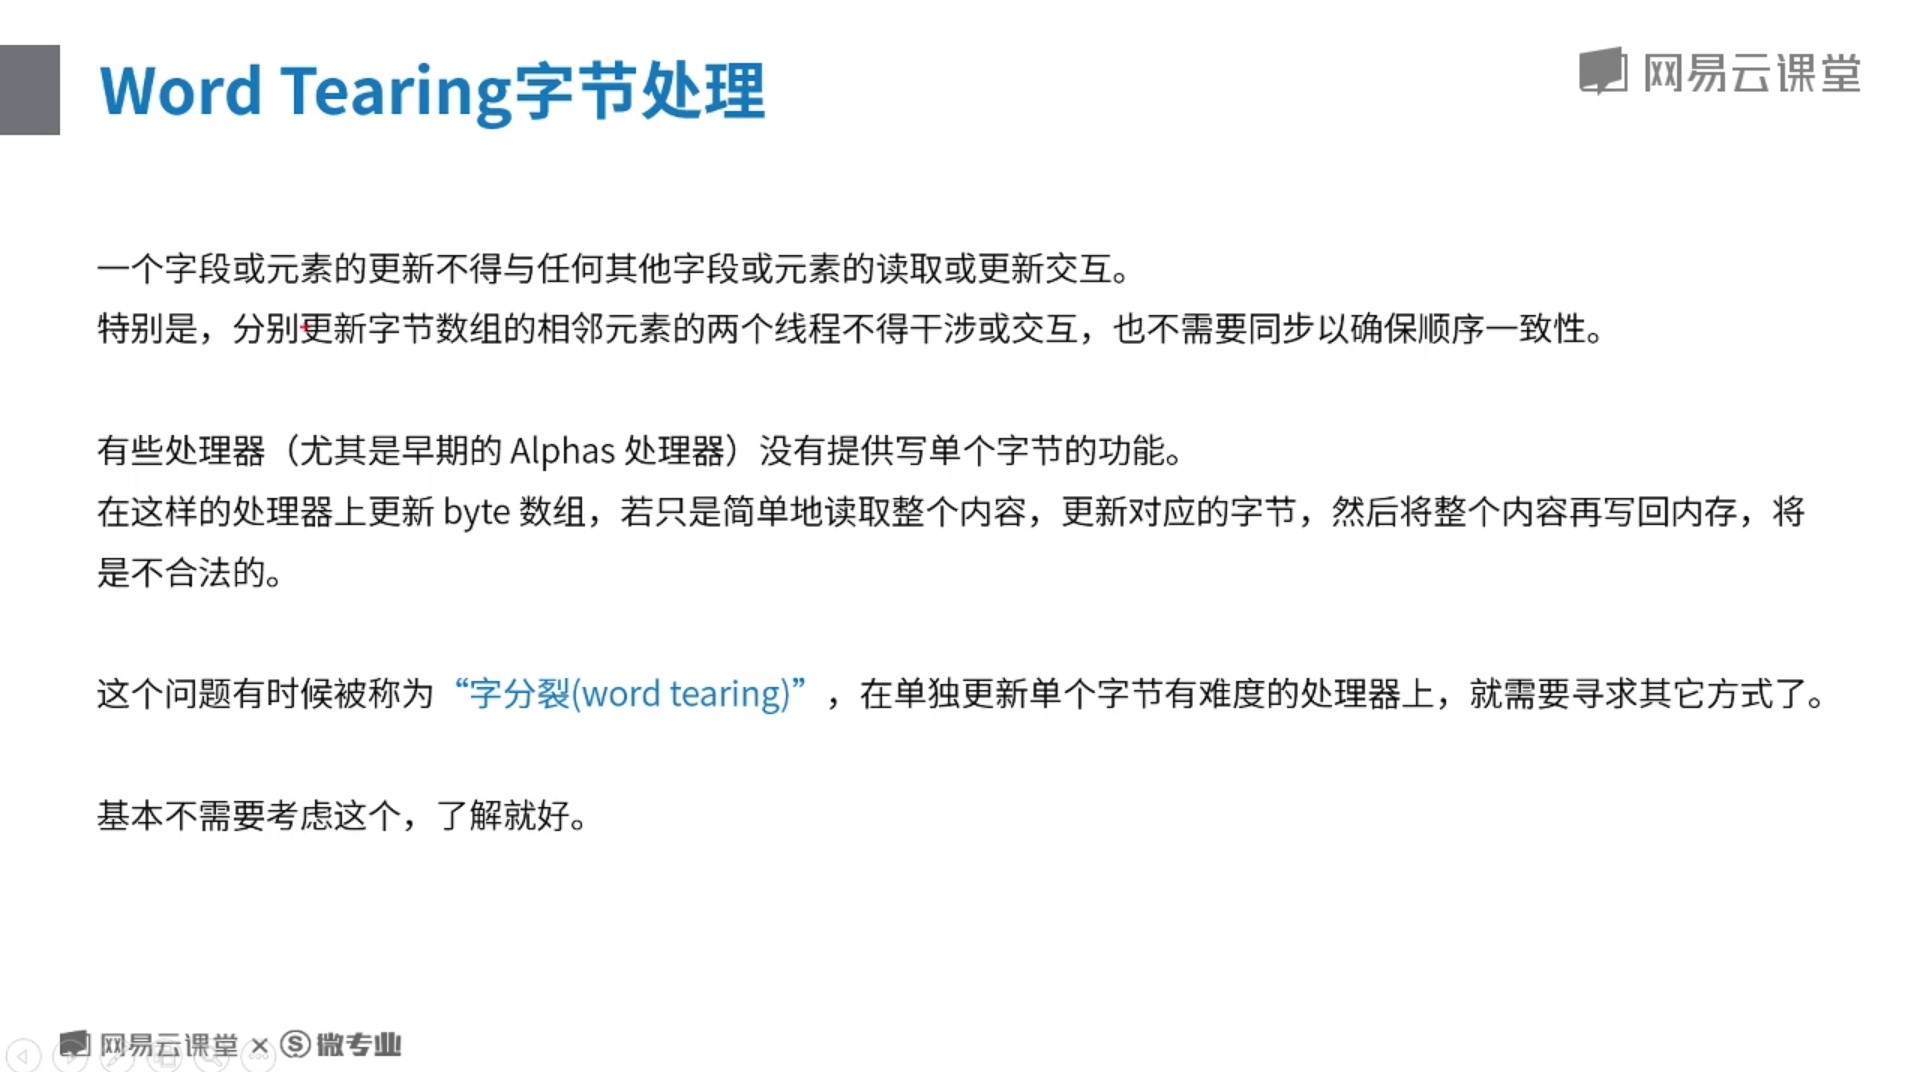 Word Tearing字节处理
网易云课堂
一个字段或元素的更新不得与任何其他字段或元素的读取或更新交互。
特别是，分别更新字节数组的相邻元素的两个线程不得干涉或交互，也不需要同步以确保顺序一致性。
有些处理器（尤其是早期的 Alphas 处理器）没有提供写单个字节的功能。
在这样的处理器上更新 byte 数组，若只是简单地读取整个内容，更新对应的字节，然后将整个内容再写回内存，将
是不合法的。
这个问题有时候被称为“字分裂(word tearing)”，在单独更新单个字节有难度的处理器上，就需要寻求其它方式了。
基本不需要考虑这个，了解就好。
网易云课堂 × S 微专业